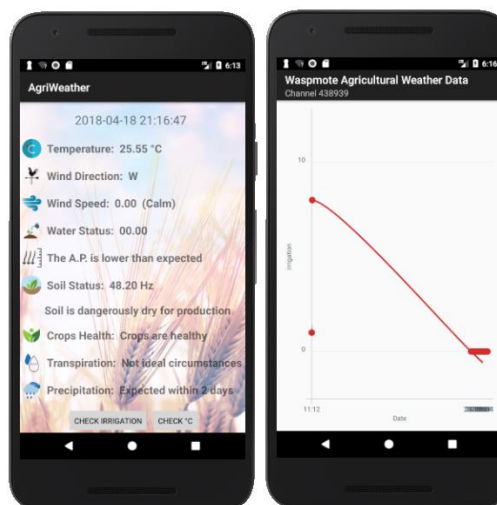 6:13
AgriWeather
2018-04-18 21:16:47
Temperature: 25.55 °C
Wind Direction: W
Wind Speed: 0.00 (Calm)
Water Status: 00.00
The A.P. is lower than expected
Soil Status: 48.20 Hz
Soil is dangerously dry for production
Crops Health: Crops are healthy
Transpiration: Not ideal circumstances
Precipitation: Expected within 2 days
CHECK IRRIGATION CHECK °C
6:16
Waspmote Agricultural Weather Data
Channel 438939
10
Irrigation
0
11:12
Date